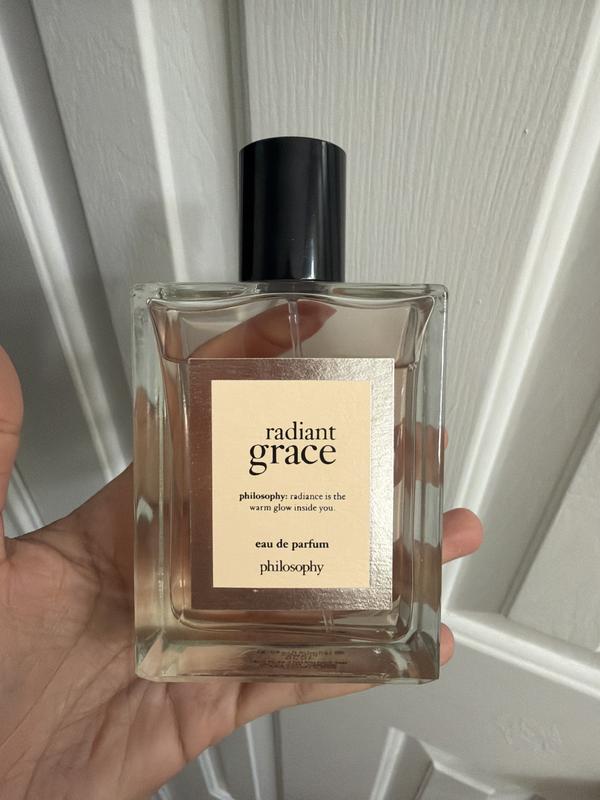 radiant
grace
philosophy: radiance is the
warm glow inside you.
eau de parfum
philosophy